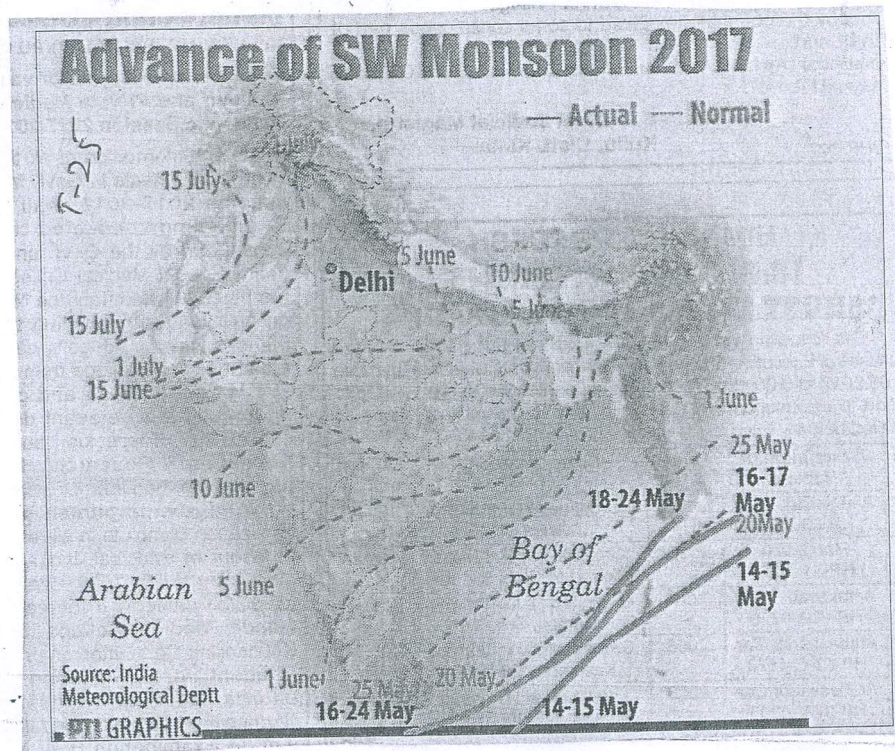 Advance of SW Monsoon 2017
Actual
Normal
T-25
1 July
15 July
5 June
10 June
Delhi
5 June
15 July
1 July
15 June
1 June
25 May
16-17
May
18-24 May
20May
10 June
Bay of
Bengal
14-15
May
Arabian
Sea
5 June
Source: India
Meteorological Deptt
1 June
25 May
20 May
16-24 May
14-15 May
PTI GRAPHICS